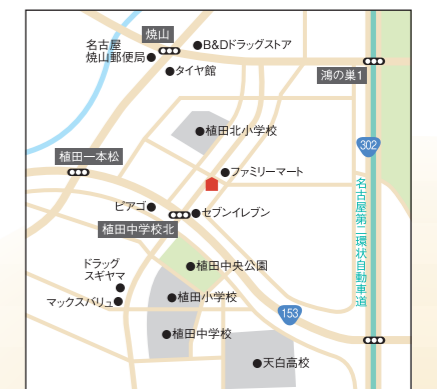 焼山
B&Dドラッグストア
名古屋
焼山郵便局
タイヤ館
鴻の巣1
植田北小学校
302
植田一本松
ファミリーマート
名古屋第二環状自動車道
ピアゴ
セブンイレブン
植田中学校北
ドラッグ
スギヤマ
植田中央公園
マックスバリュ
植田小学校
153
植田中学校
天白高校